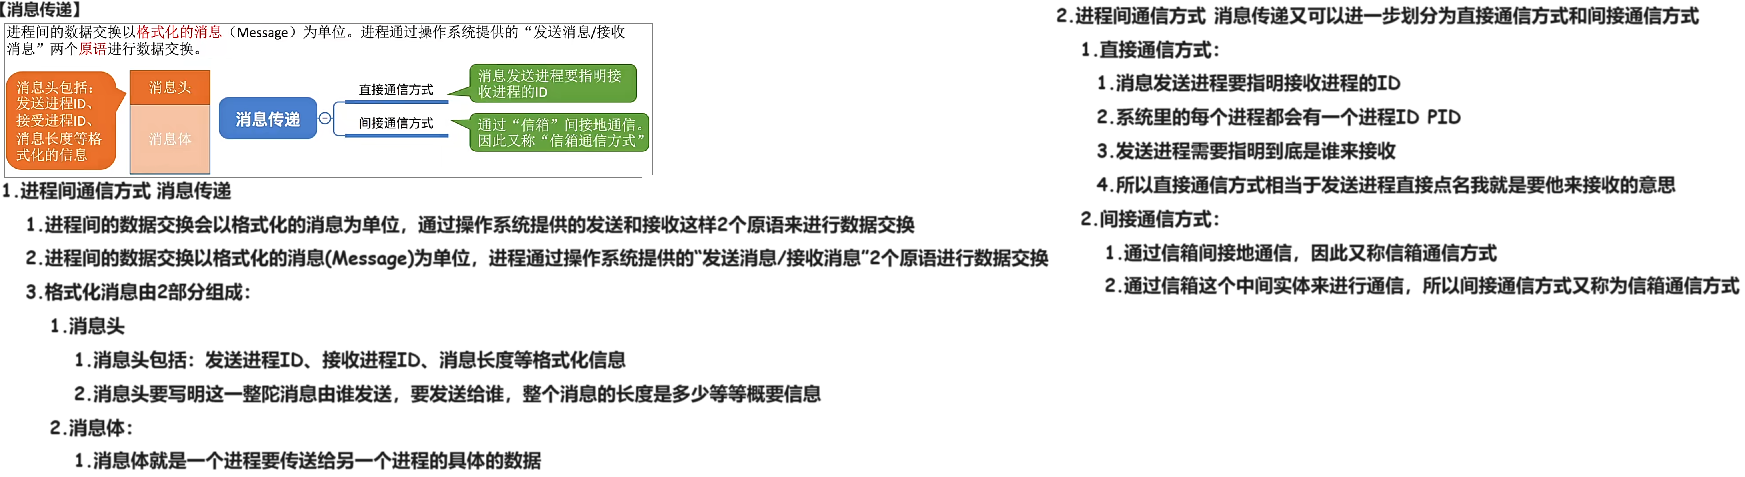 【消息传递】
进程间的数据交换以格式化的消息（Message）为单位。进程通过操作系统提供的“发送消息/接收
消息”两个原语进行数据交换。
消息头包括：
发送进程ID、
接受进程ID、
消息长度等格
式化的信息
消息头
消息体
消息传递
直接通信方式
间接通信方式
消息发送进程要指明接
收进程的ID
通过“信箱”间接地通信。
因此又称“信箱通信方式”
1.进程间通信方式 消息传递
1.进程间的数据交换会以格式化的消息为单位，通过操作系统提供的发送和接收这样2个原语来进行数据交换
2.进程间的数据交换以格式化的消息(Message)为单位，进程通过操作系统提供的“发送消息/接收消息”2个原语进行数据交换
3.格式化消息由2部分组成：
1.消息头
1.消息头包括：发送进程ID、接收进程ID、消息长度等格式化信息
2.消息头要写明这一整陀消息由谁发送，要发送给谁，整个消息的长度是多少等等概要信息
2.消息体：
1.消息体就是一个进程要传送给另一个进程的具体的数据
2.进程间通信方式 消息传递又可以进一步划分为直接通信方式和间接通信方式
1.直接通信方式：
1.消息发送进程要指明接收进程的ID
2.系统里的每个进程都会有一个进程ID PID
3.发送进程需要指明到底是谁来接收
4.所以直接通信方式相当于发送进程直接点名我就是要他来接收的意思
2.间接通信方式：
1.通过信箱间接地通信，因此又称信箱通信方式
2.通过信箱这个中间实体来进行通信，所以间接通信方式又称为信箱通信方式